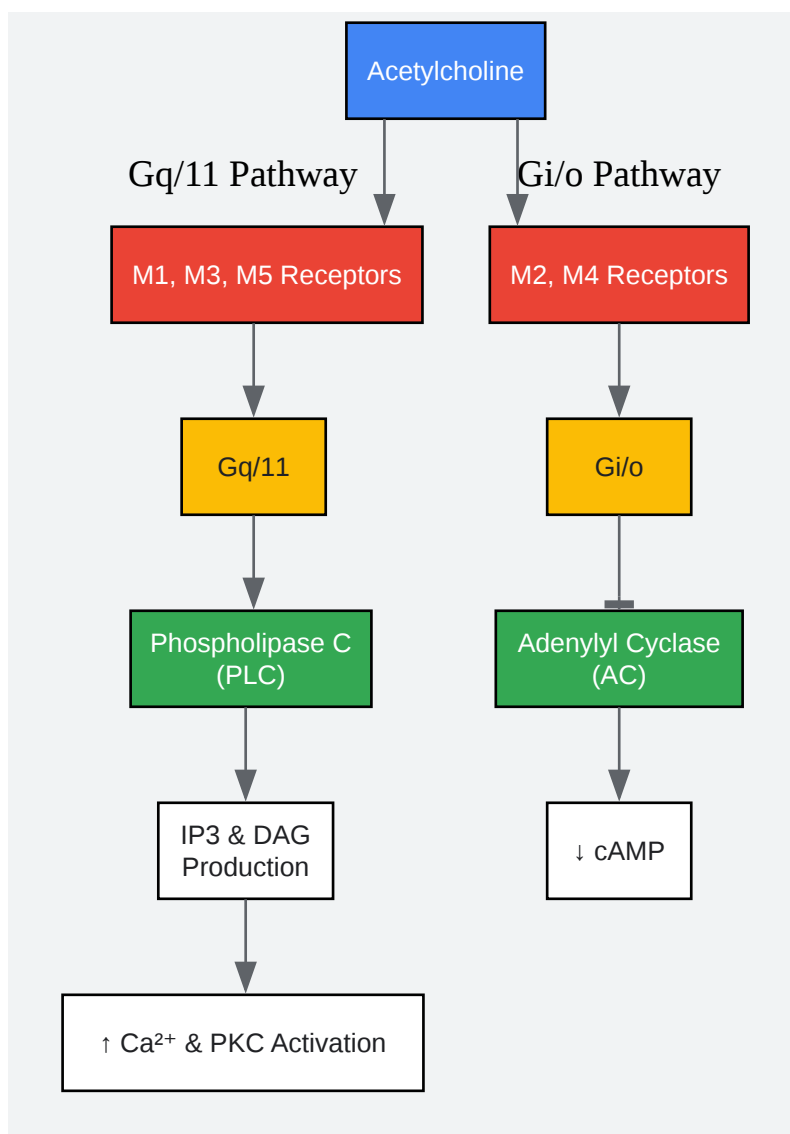 Acetylcholine
Gq/11 Pathway
Gi/o Pathway
M1, M3, M5 Receptors
M2, M4 Receptors
Gq/11
Gi/o
Phospholipase C
(PLC)
Adenylyl Cyclase
(AC)
IP3 & DAG
Production
↓ cAMP
↑ Ca²⁺ & PKC Activation